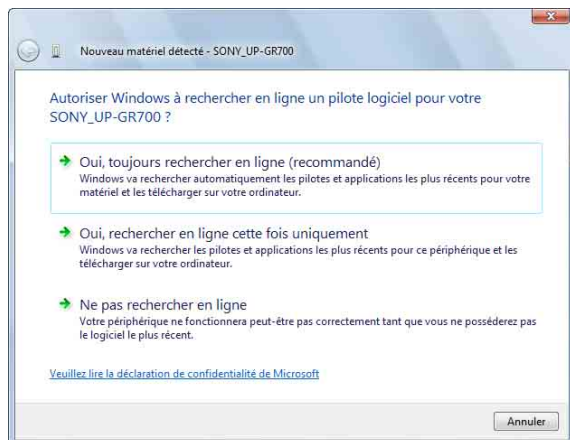 Nouveau matériel détecté - SONY_UP-GR700
Autoriser Windows à rechercher en ligne un pilote logiciel pour votre
SONY_UP-GR700 ?
Oui, toujours rechercher en ligne (recommandé)
Windows va rechercher automatiquement les pilotes et applications les plus récents pour votre
matériel et les télécharger sur votre ordinateur.
Oui, rechercher en ligne cette fois uniquement
Windows va rechercher les pilotes et applications les plus récents pour ce périphérique et les
télécharger sur votre ordinateur.
Ne pas rechercher en ligne
Votre périphérique ne fonctionnera peut-être pas correctement tant que vous ne posséderez pas
le logiciel le plus récent.
Veuillez lire la déclaration de confidentialité de Microsoft
Annuler